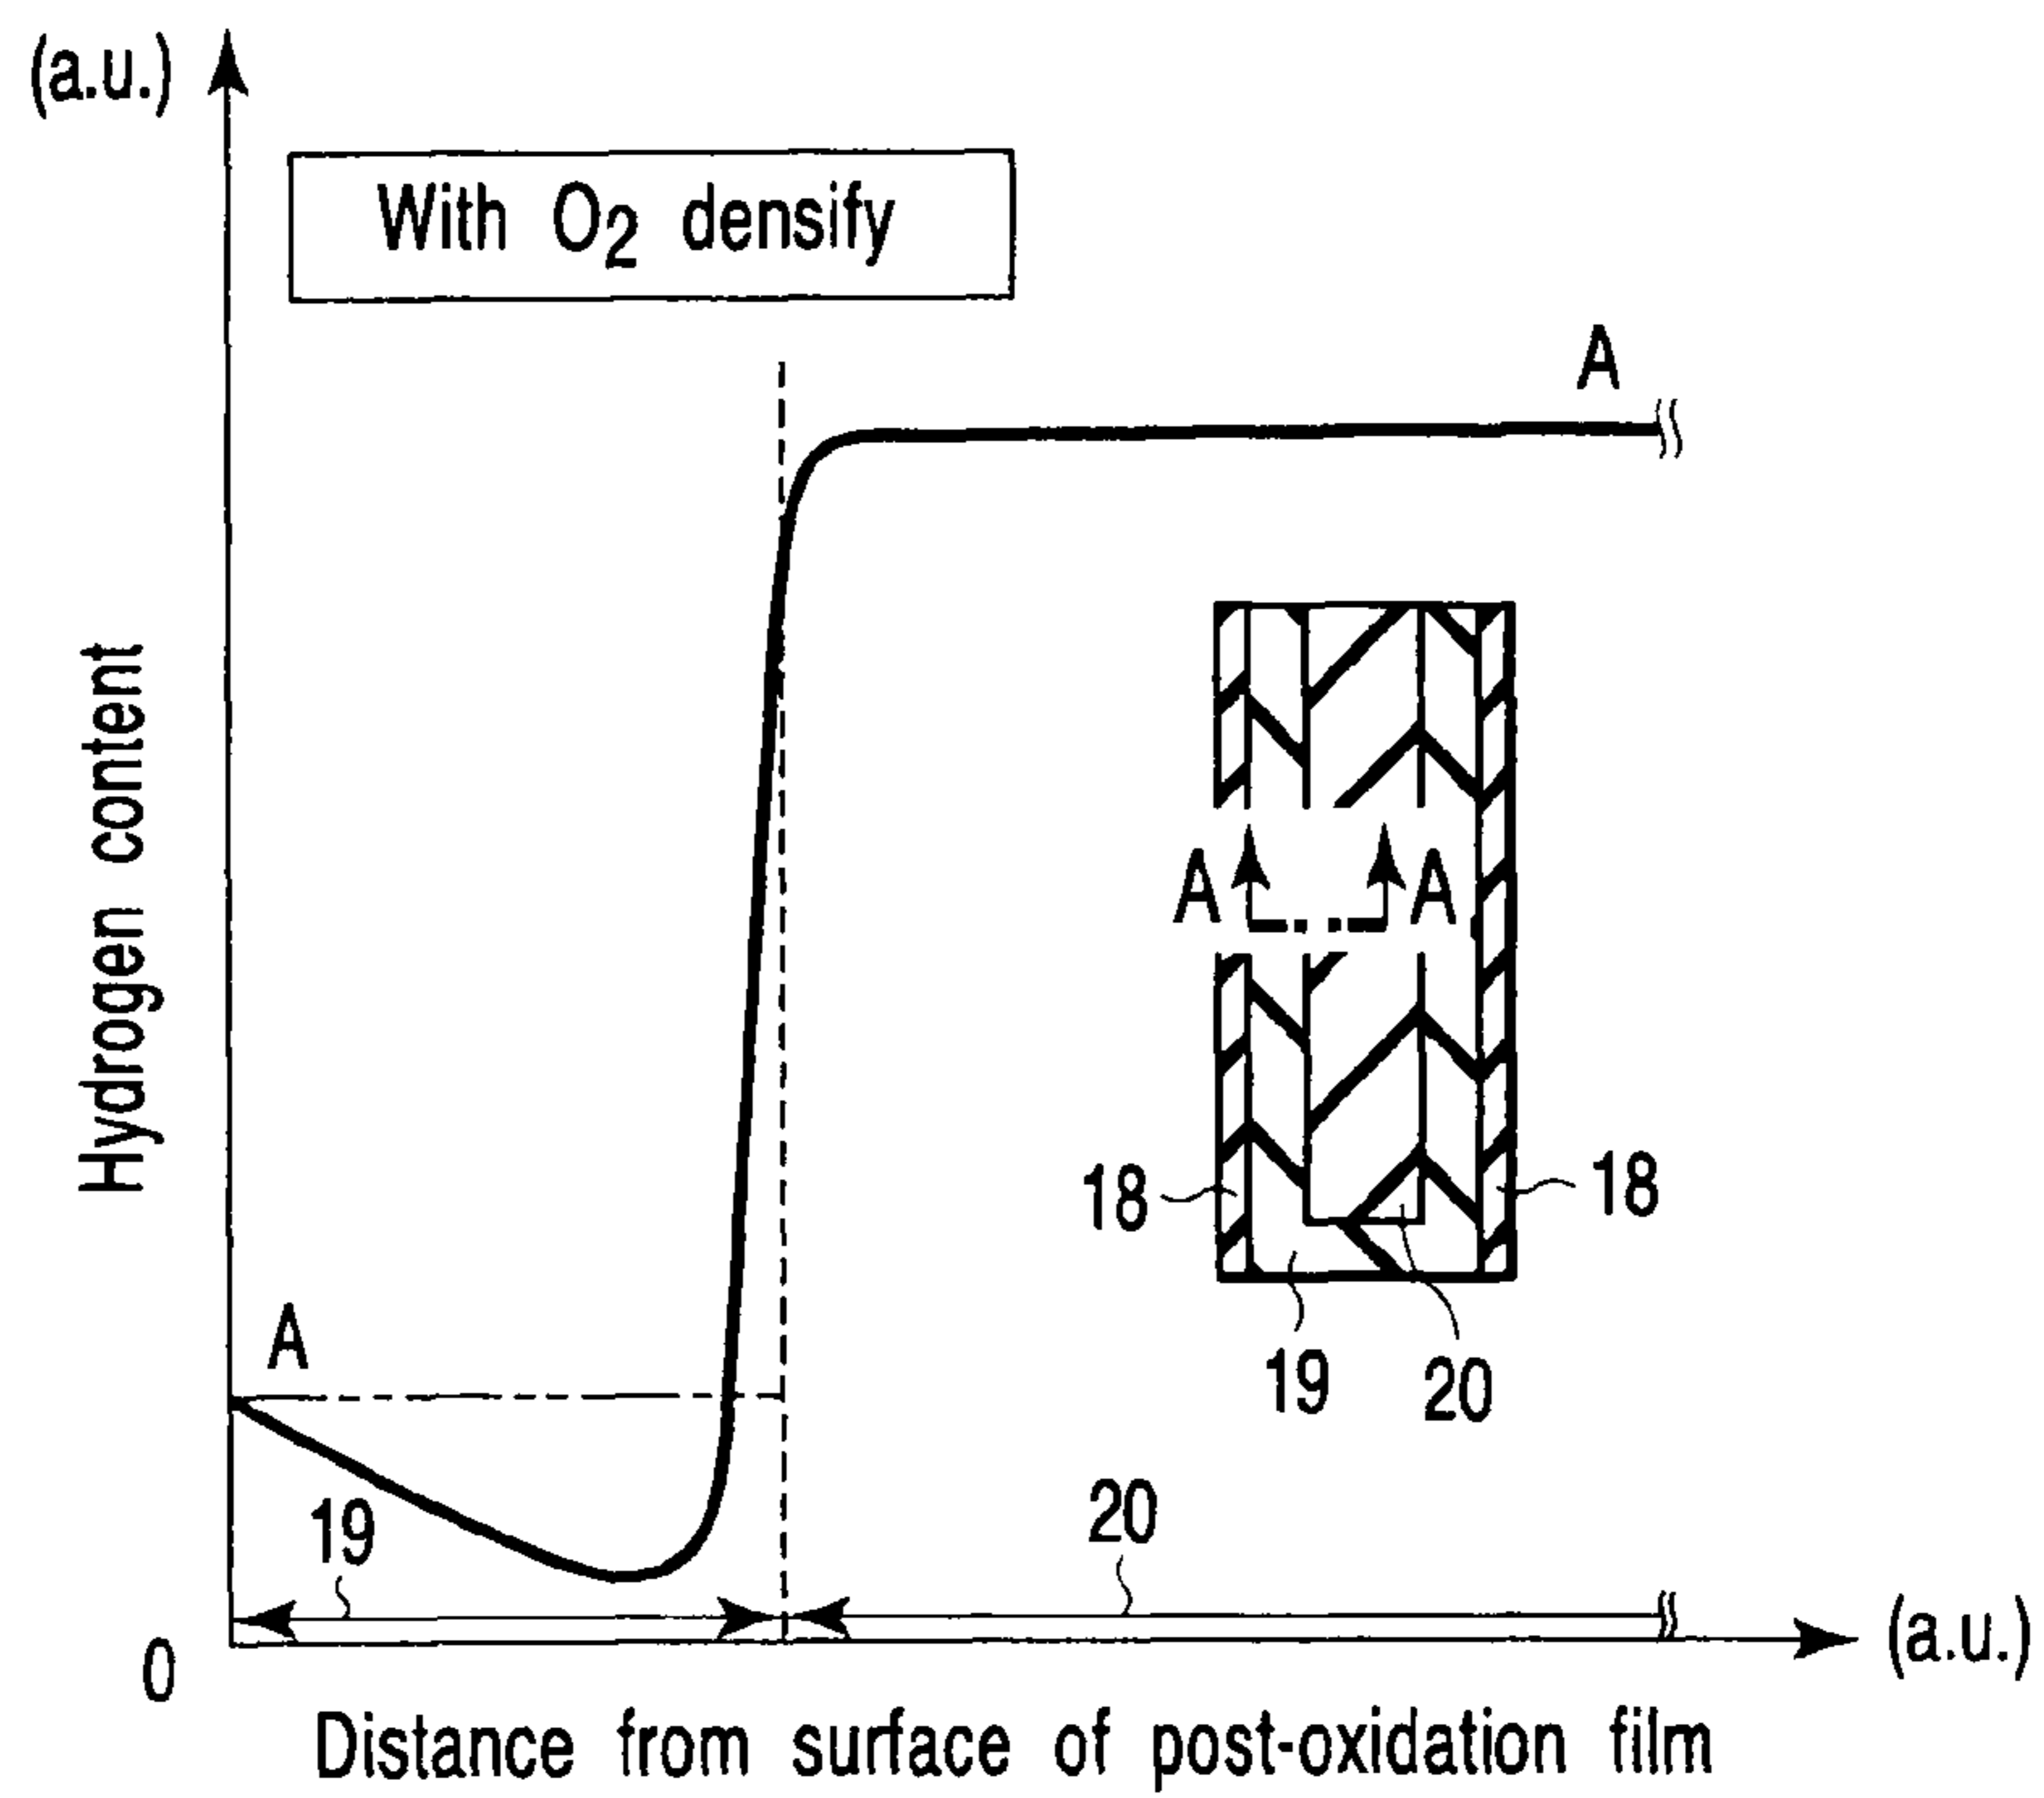 (a.u.)
With O2 densify
A
Hydrogen content
A A
18 18
19 20
A
19
20
0
(a.u.)
Distance from surface of post-oxidation film